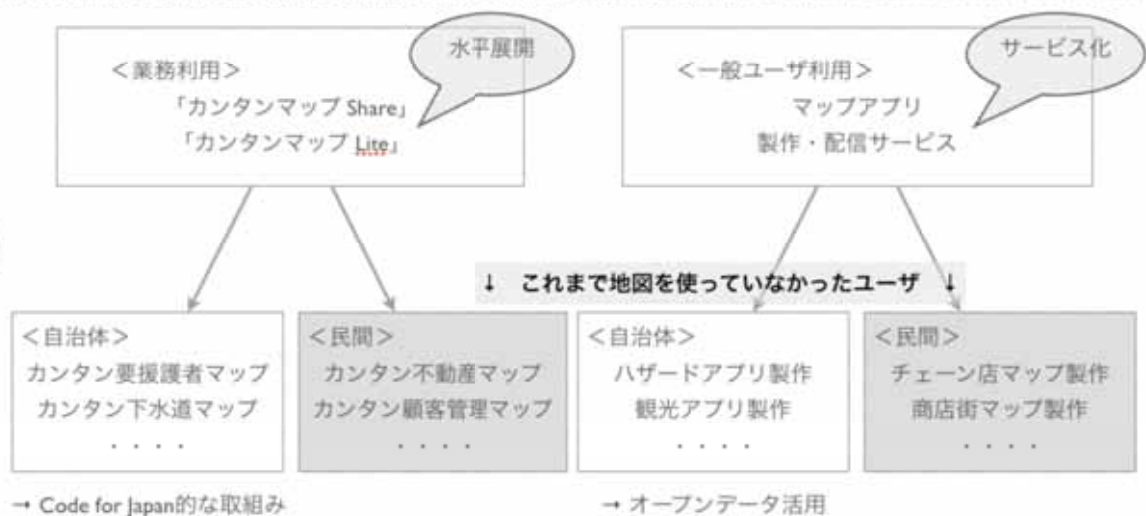 水平展開
＜業務利用＞
「カンタンマップ Share」
「カンタンマップ Lite」
サービス化
＜一般ユーザ利用＞
マップアプリ
製作・配信サービス
↓　これまで地図を使っていなかったユーザ　↓
＜自治体＞
カンタン要援護者マップ
カンタン下水道マップ
・・・・
＜民間＞
カンタン不動産マップ
カンタン顧客管理マップ
・・・・
＜自治体＞
ハザードアプリ製作
観光アプリ製作
・・・・
＜民間＞
チェーン店マップ製作
商店街マップ製作
・・・・
→ Code for Japan的な取組み
→ オープンデータ活用